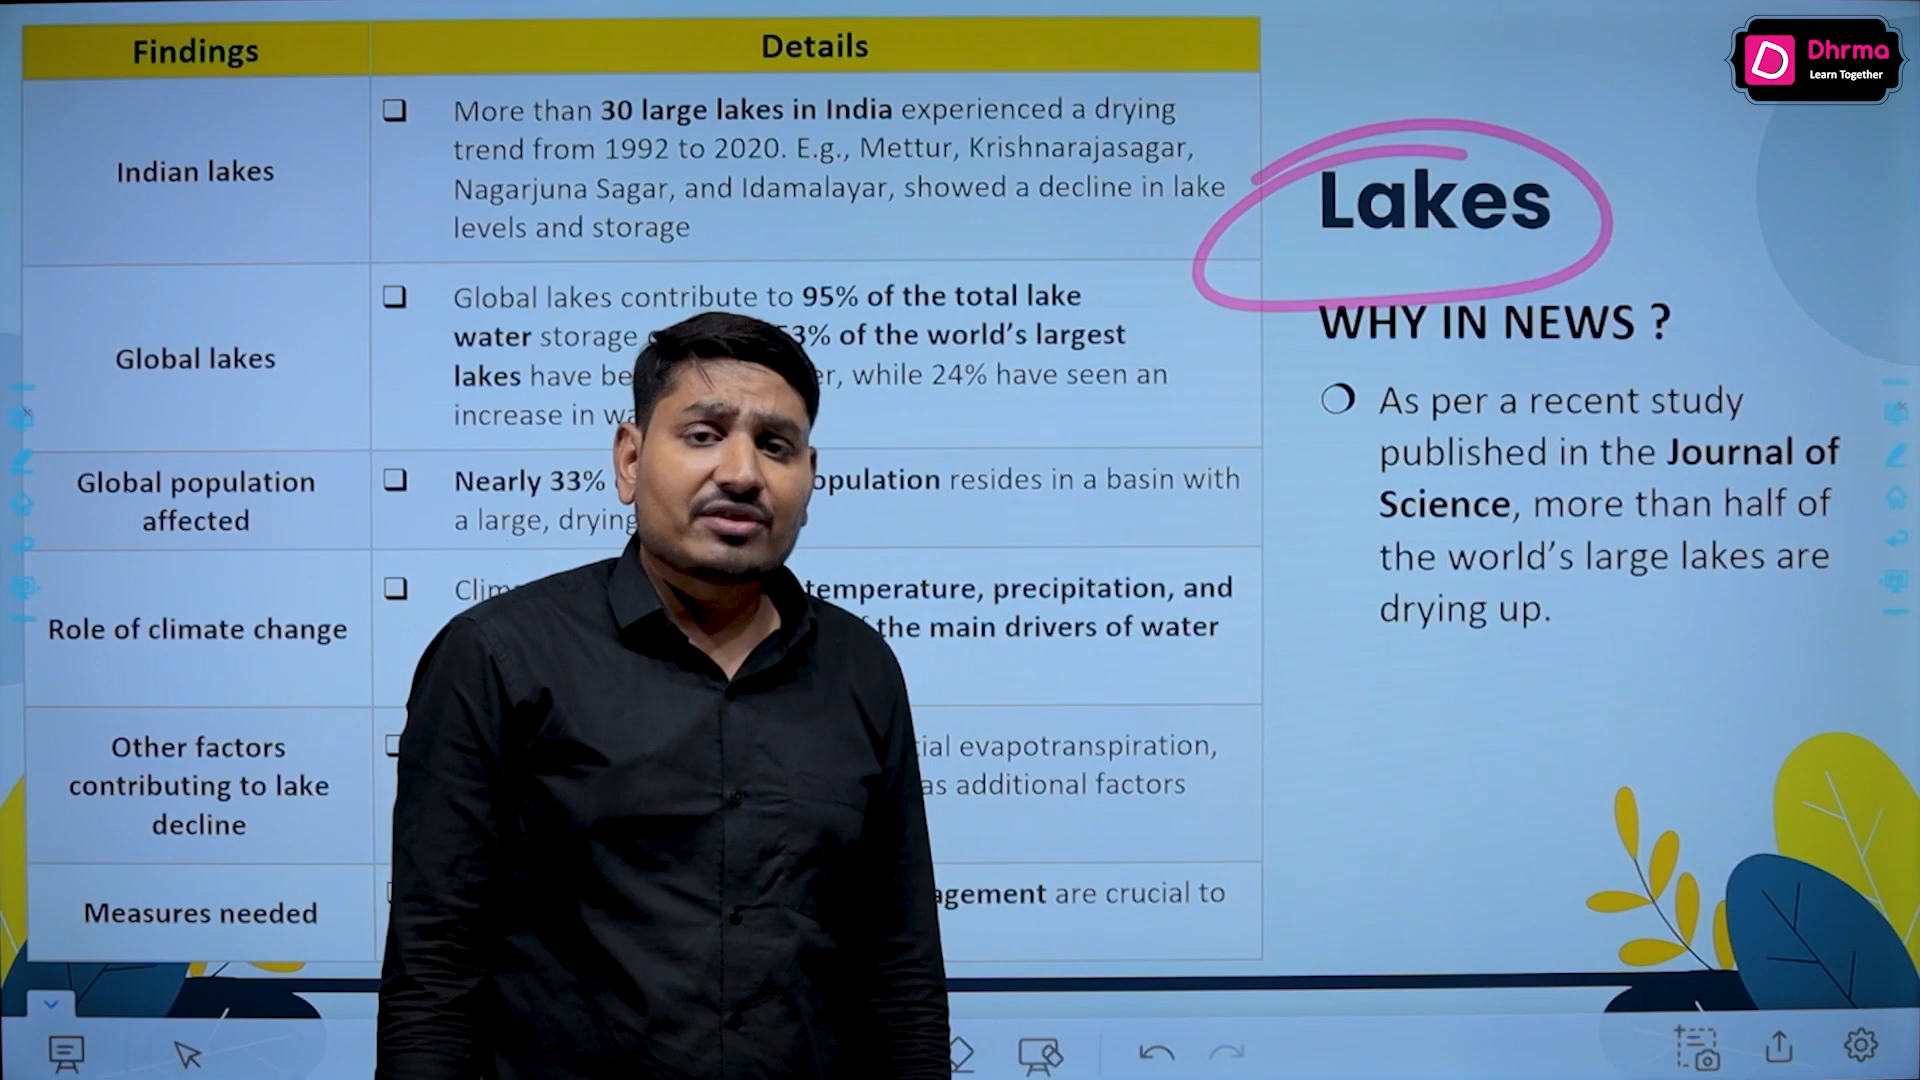 Findings
Details
Indian lakes
More than 30 large lakes in India experienced a drying
trend from 1992 to 2020. E.g., Mettur, Krishnarajasagar,
Nagarjuna Sagar, and Idamalayar, showed a decline in lake
levels and storage
Global lakes
Global lakes contribute to 95% of the total lake
water storage 53% of the world’s largest
lakes have while 24% have seen an
increase in
Global population
affected
Nearly 33% resides in a basin with
a large, drying
Role of climate change
temperature, precipitation, and
the main drivers of water
Other factors
contributing to lake
decline
evapotranspiration,
as additional factors
Measures needed
are crucial to
Lakes
WHY IN NEWS ?
As per a recent study
published in the Journal of
Science, more than half of
the world’s large lakes are
drying up.
Dhrma
Learn Together